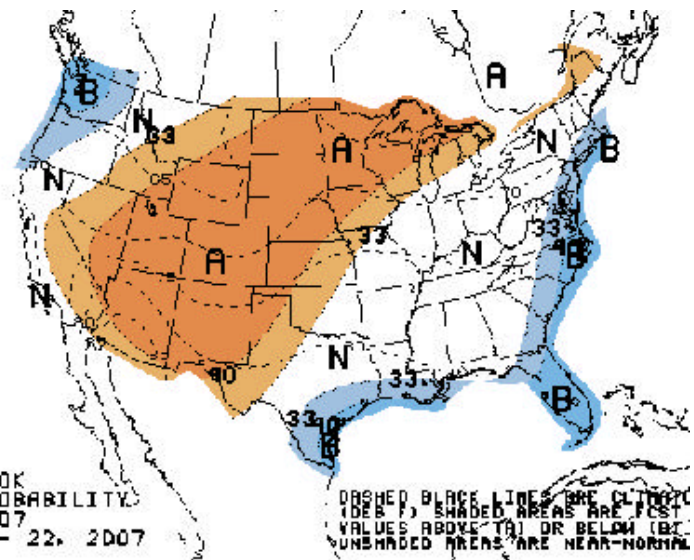 A
B
N
33
A
N
B
N
33
33
N
A
B
N
N
40
33
B
33
40
B
OK
OBABILITY
07
- 22, 2007
DASHED BLACK LINES ARE CLIMATO
(DEG F) SHADED AREAS ARE FCST
VALUES ABOVE (A) OR BELOW (B)
UNSHADED AREAS ARE NEAR-NORMAL